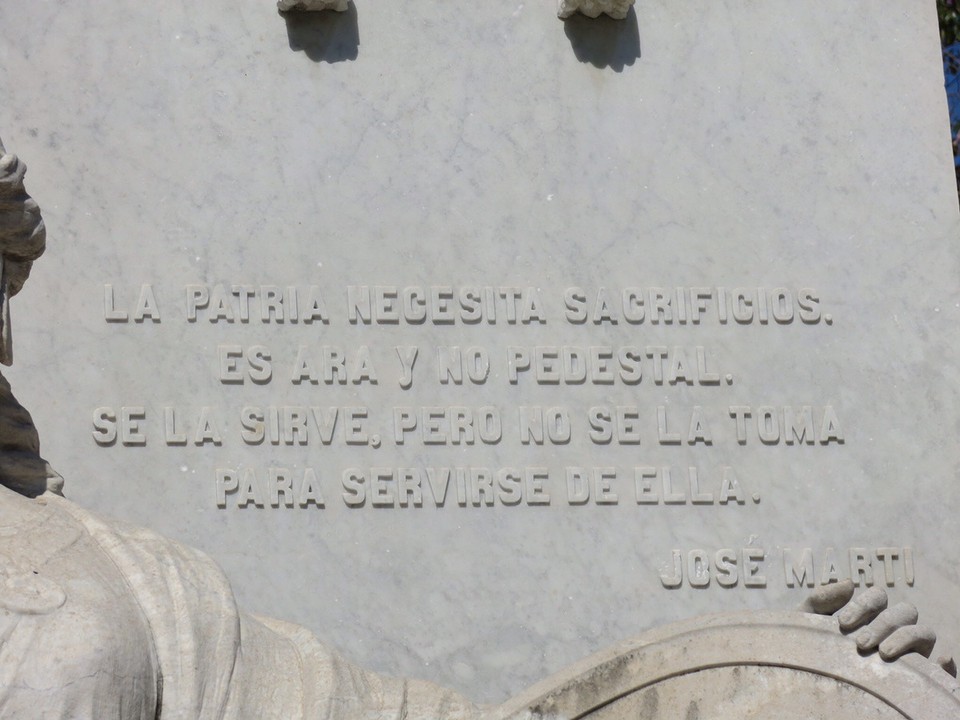 LA PATRIA NECESITA SACRIFICIOS.
ES ARA Y NO PEDESTAL.
SE LA SIRVE, PERO NO SE LA TOMA
PARA SERVIRSE DE ELLA.
JOSÉ MARTI